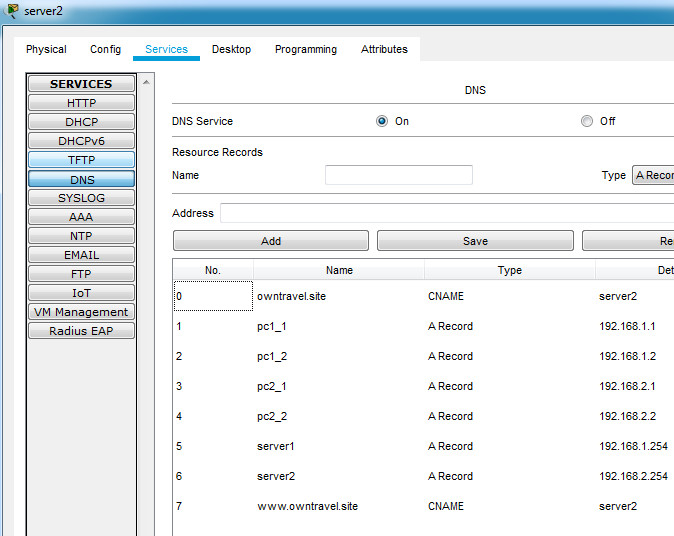 server2
Physical Config Services Desktop Programming Attributes
SERVICES
HTTP
DHCP
DHCPv6
TFTP
DNS
SYSLOG
AAA
NTP
EMAIL
FTP
IoT
VM Management
Radius EAP
DNS
DNS Service On Off
Resource Records
Name Type A Recor
Address
Add Save Re
No. Name Type Det
0 owntravel.site CNAME server2
1 pc1_1 A Record 192.168.1.1
2 pc1_2 A Record 192.168.1.2
3 pc2_1 A Record 192.168.2.1
4 pc2_2 A Record 192.168.2.2
5 server1 A Record 192.168.1.254
6 server2 A Record 192.168.2.254
7 www.owntravel.site CNAME server2